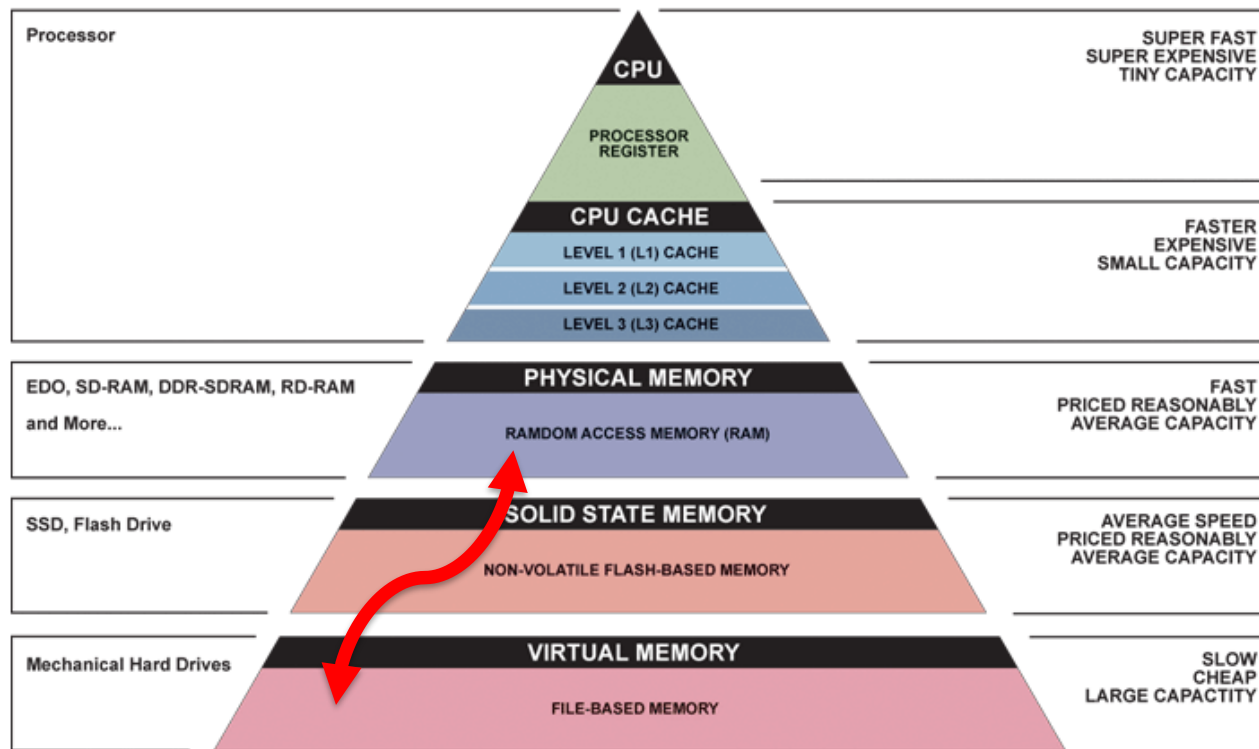 Processor
CPU
SUPER FAST
SUPER EXPENSIVE
TINY CAPACITY
PROCESSOR
REGISTER
CPU CACHE
LEVEL 1 (L1) CACHE
LEVEL 2 (L2) CACHE
LEVEL 3 (L3) CACHE
FASTER
EXPENSIVE
SMALL CAPACITY
EDO, SD-RAM, DDR-SDRAM, RD-RAM
and More...
PHYSICAL MEMORY
RAMDOM ACCESS MEMORY (RAM)
FAST
PRICED REASONABLY
AVERAGE CAPACITY
SSD, Flash Drive
SOLID STATE MEMORY
NON-VOLATILE FLASH-BASED MEMORY
AVERAGE SPEED
PRICED REASONABLY
AVERAGE CAPACITY
Mechanical Hard Drives
VIRTUAL MEMORY
FILE-BASED MEMORY
SLOW
CHEAP
LARGE CAPACTITY